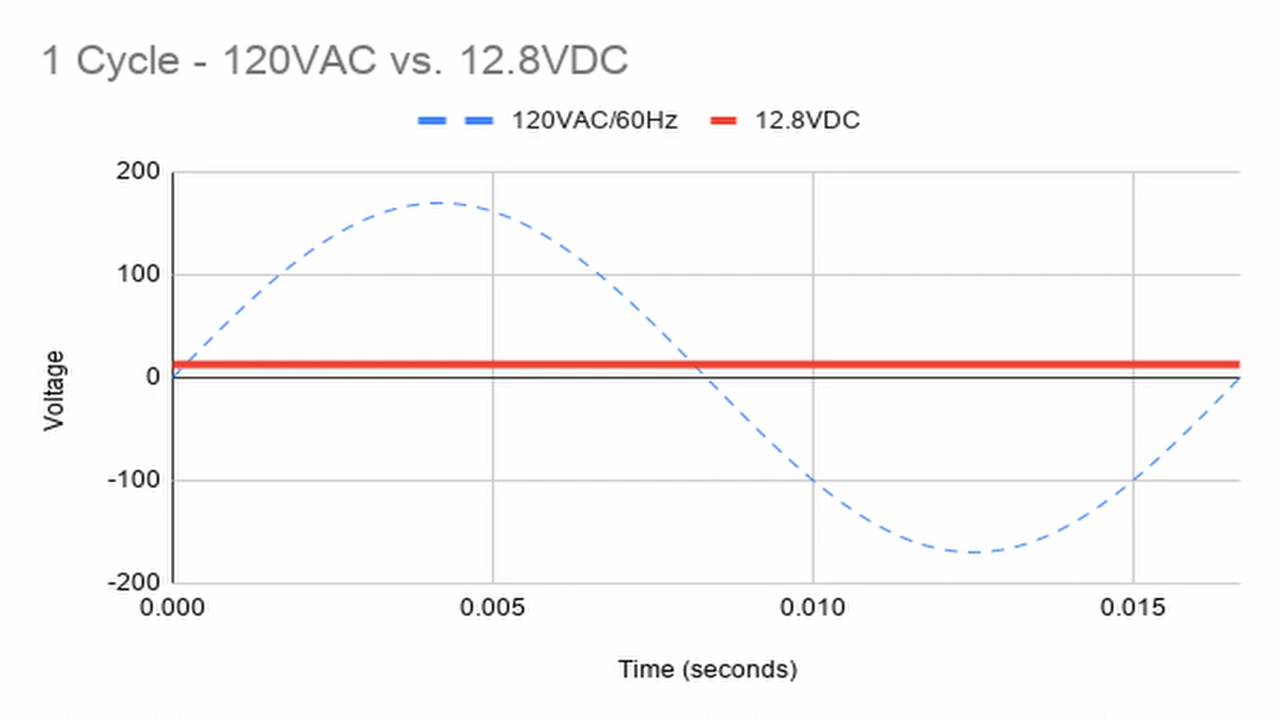 1 Cycle - 120VAC vs. 12.8VDC
120VAC/60Hz 12.8VDC
200
100
0
-100
-200
Voltage
0.000 0.005 0.010 0.015
Time (seconds)